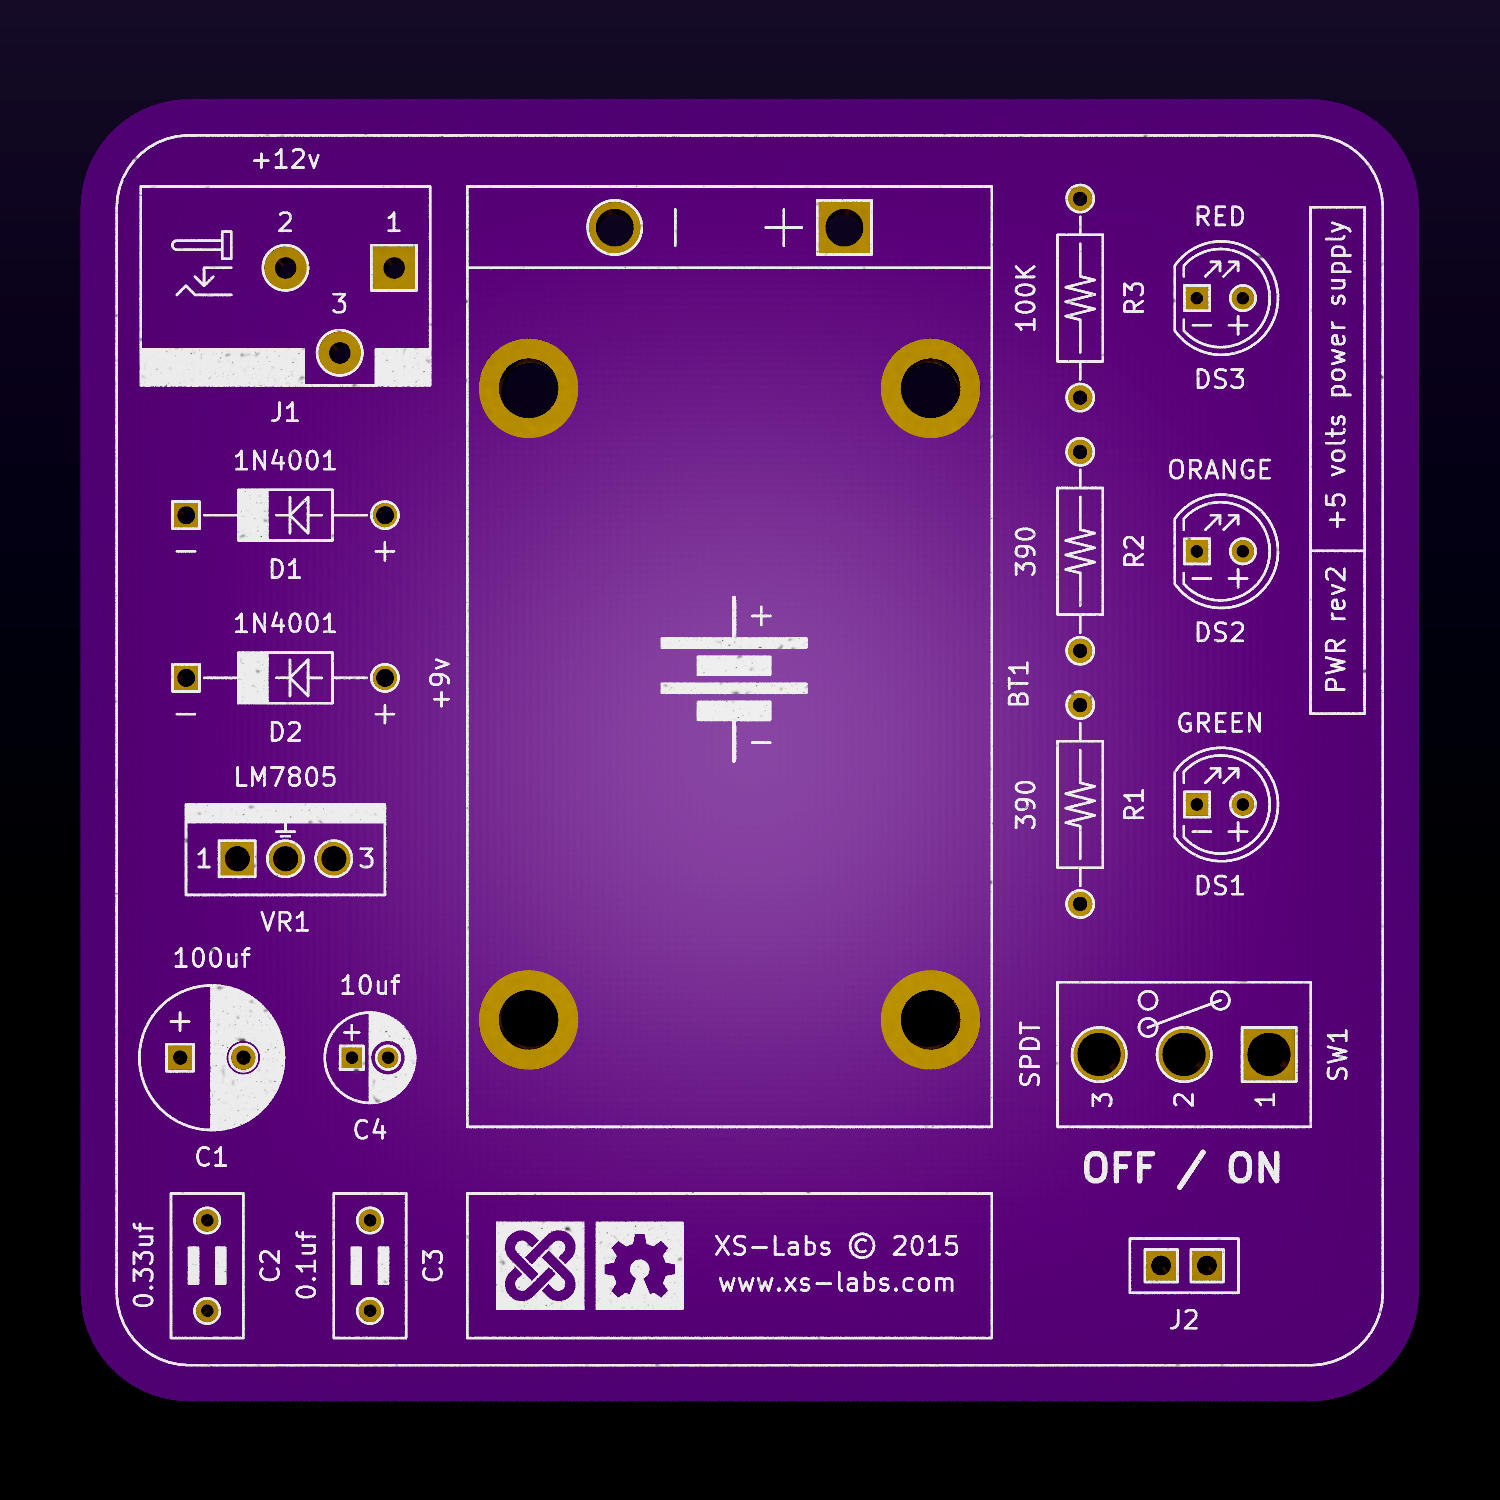 +12v
2 1
3
J1
1N4001
− +
D1
1N4001
− +
D2
LM7805
1 3
VR1
100uf
+
C1
10uf
+
C4
0.33uf
C2
0.1uf
C3
− +
+9v
+
−
BT1
XS-Labs © 2015
www.xs-labs.com
100K
R3
RED
− +
DS3
390
R2
ORANGE
− +
DS2
390
R1
GREEN
− +
DS1
+5 volts power supply
PWR rev2
SPDT
3 2 1
SW1
OFF / ON
J2